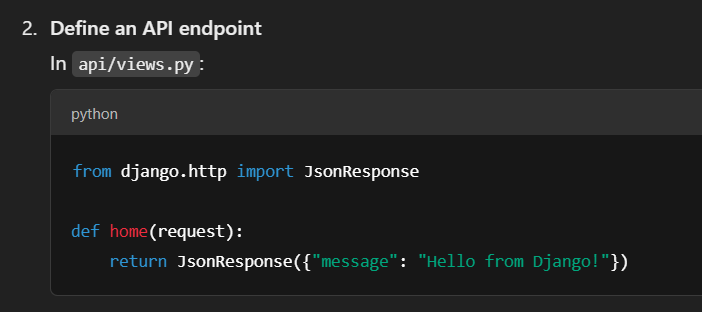 2. Define an API endpoint
In api/views.py:
python
from django.http import JsonResponse
def home(request):
    return JsonResponse({"message": "Hello from Django!"})